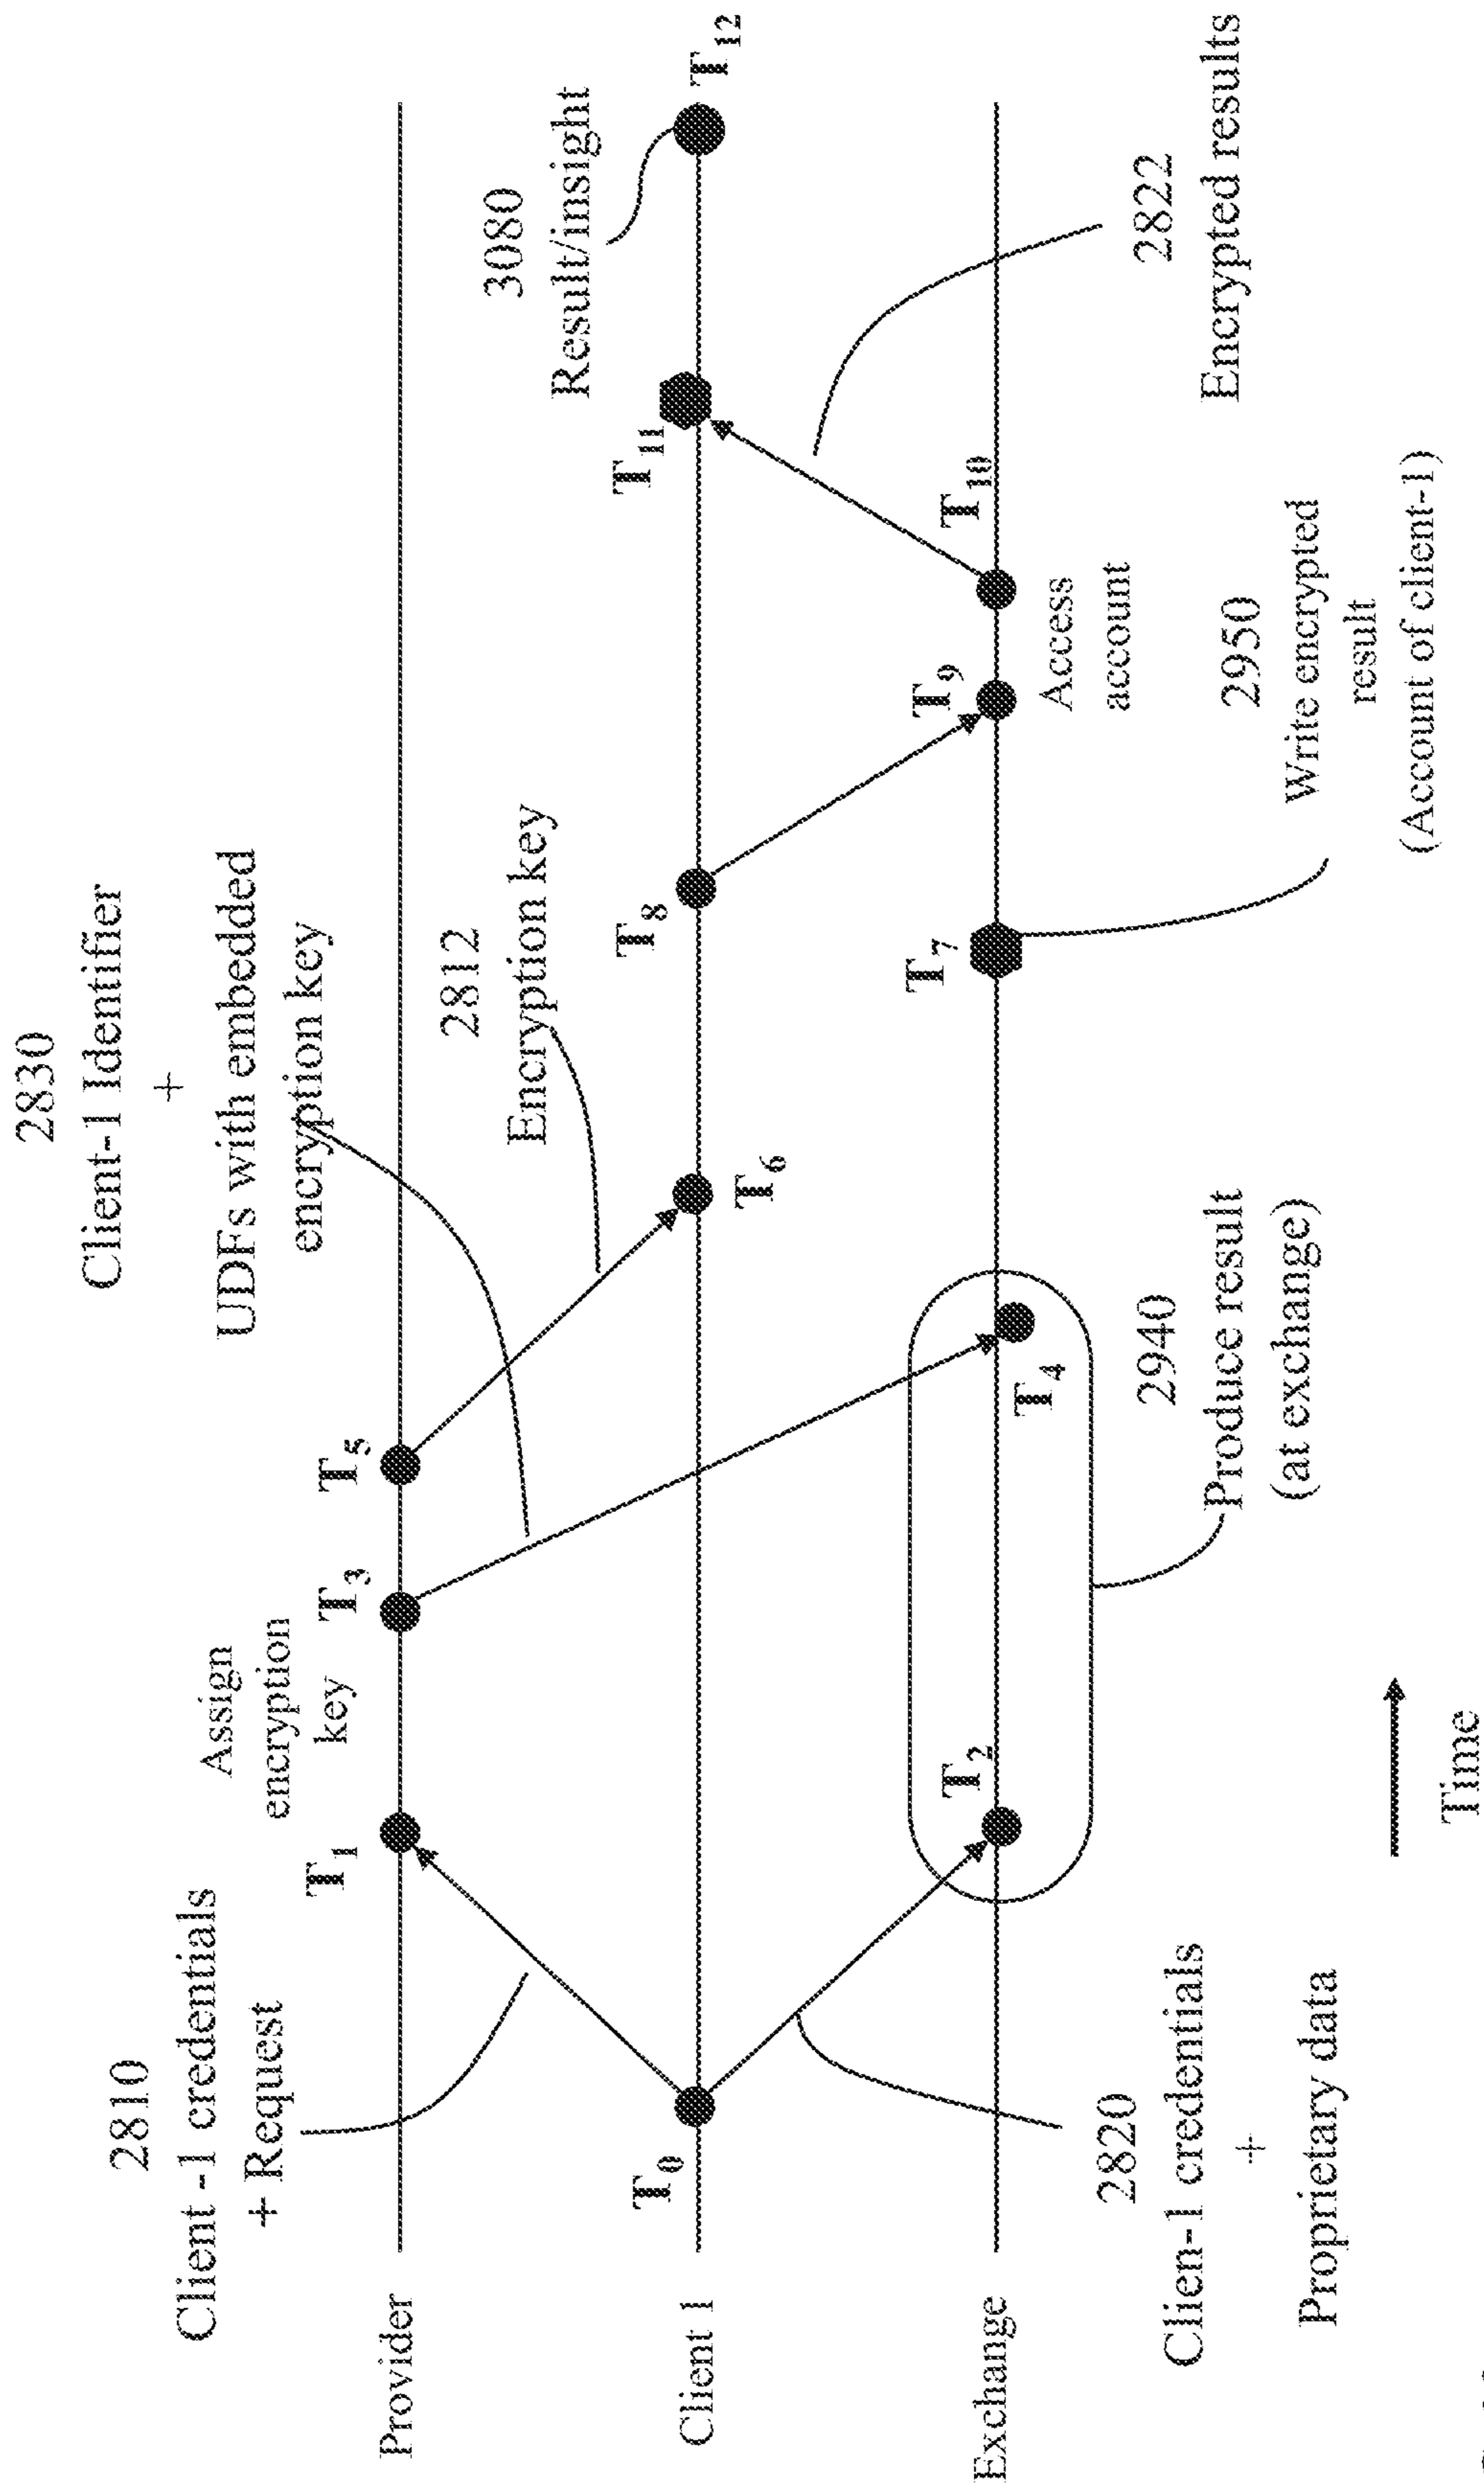 2810
Client -1 credentials
+ Request
2830
Client-1 Identifier
+
UDFs with embedded
encryption key
Assign
encryption
key
T1
T3
T5
2812
Encryption key
3080
Result/insight
Provider
Client 1
Exchange
T0
T6
T8
T11
T12
T2
T4
T7
T9
T10
Access
account
2820
Clien-1 credentials
+
Proprietary data
2940
Produce result
(at exchange)
2950
Write encrypted
result
(Account of client-1)
2822
Encrypted results
Time